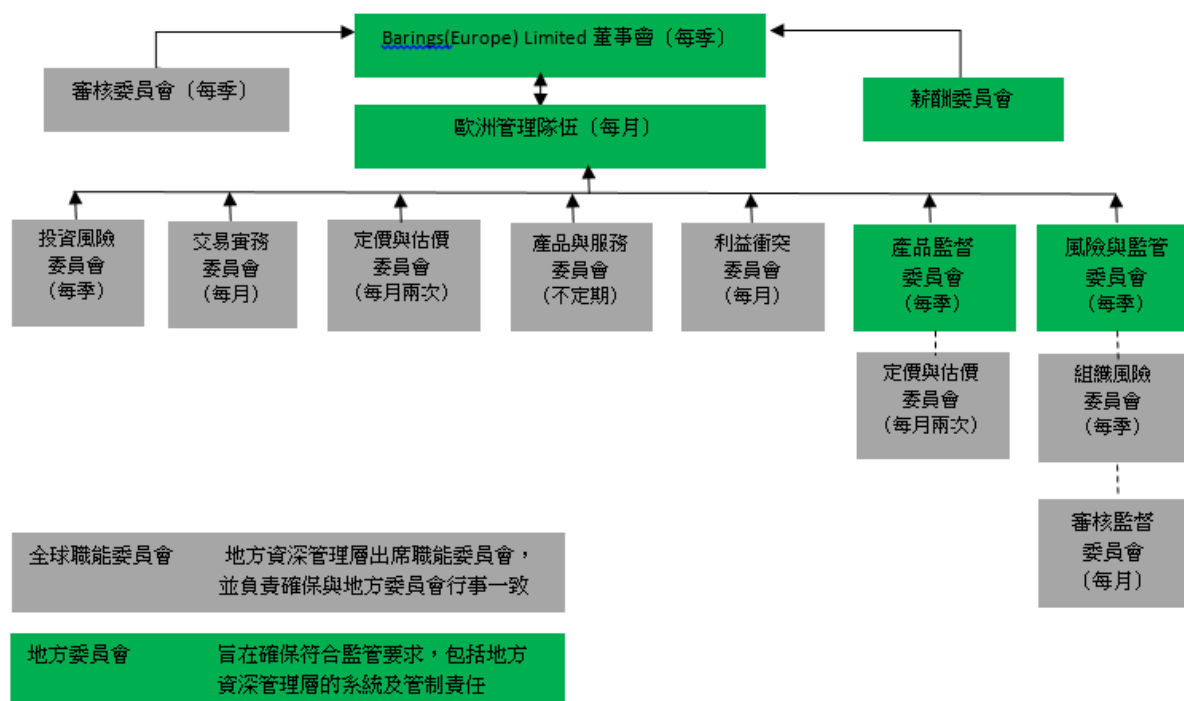 Barings(Europe) Limited 董事會〔每季〕
審核委員會〔每季〕
薪酬委員會
歐洲管理隊伍〔每月〕
投資風險
委員會
(每季)
交易實務
委員會
(每月)
定價與估價
委員會
(每月兩次)
產品與服務
委員會
(不定期)
利益衝突
委員會
(每月)
產品監督
委員會
(每季)
風險與監管
委員會
(每季)
定價與估價
委員會
(每月兩次)
組織風險
委員會
(每季)
審核監督
委員會
(每月)
全球職能委員會 地方資深管理層出席職能委員會，
並負責確保與地方委員會行事一致
地方委員會 旨在確保符合監管要求，包括地方
資深管理層的系統及管制責任